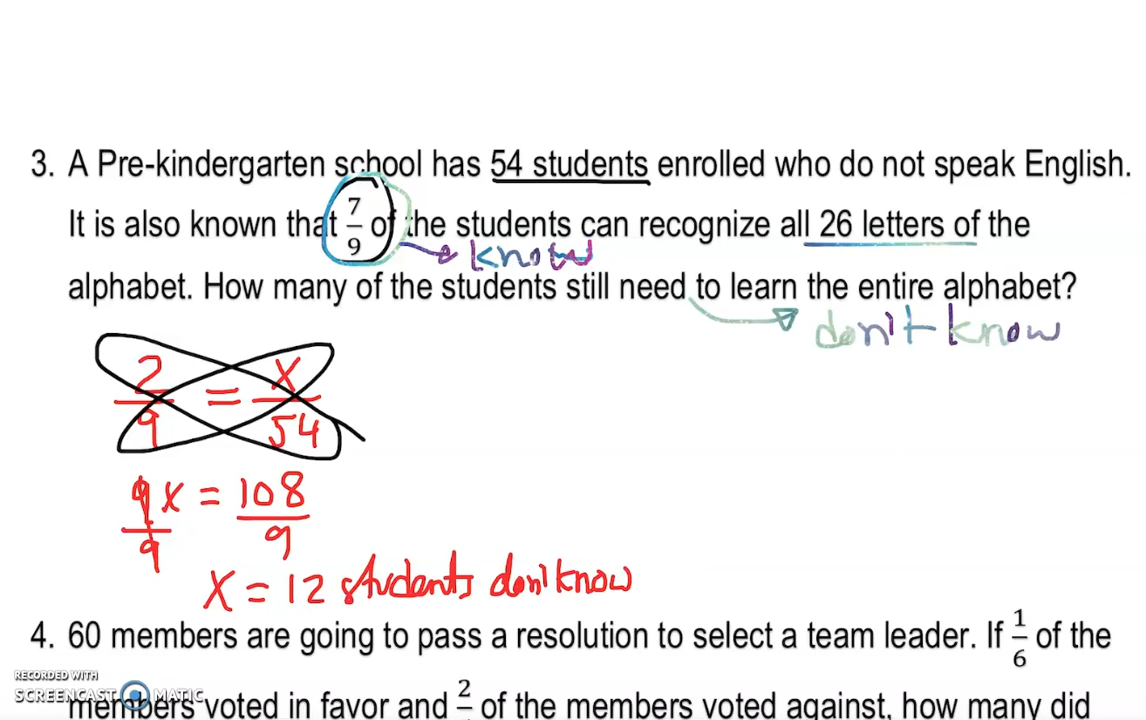 3. A Pre-kindergarten school has 54 students enrolled who do not speak English.
It is also known that 7/9 of the students can recognize all 26 letters of the
know
alphabet. How many of the students still need to learn the entire alphabet?
don't know
2/9 = x/54
9x/9 = 108/9
x = 12 students don't know
4. 60 members are going to pass a resolution to select a team leader. If 1/6 of the
RECORDED WITH
SCREENCAST MATIC
members voted in favor and 2/ of the members voted against, how many did